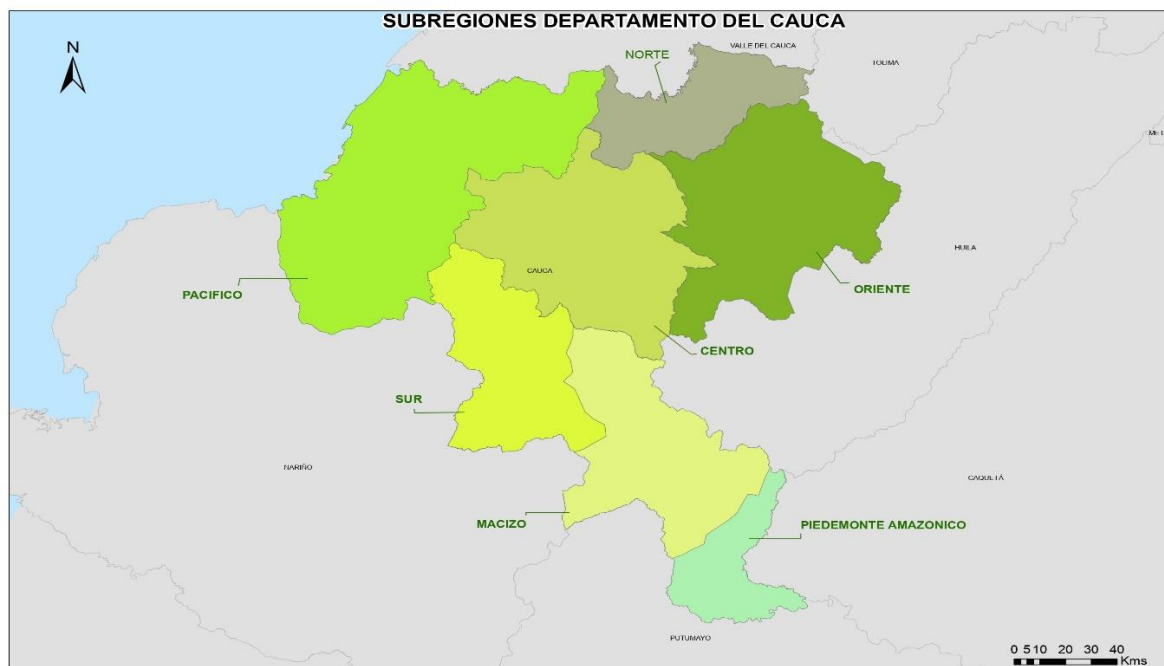 SUBREGIONES DEPARTAMENTO DEL CAUCA
N
NORTE
VALLE DEL CAUCA
TOLIMA
HUILA
CAUCA
PACIFICO
ORIENTE
CENTRO
SUR
NARIÑO
CAQUETÁ
MACIZO
PIEDEMONTE AMAZONICO
PUTUMAYO
0 5 10 20 30 40
Kms